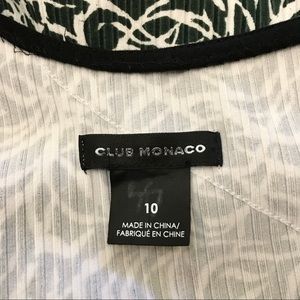 CLUB MONACO
10
MADE IN CHINA/
FABRIQUÉ EN CHINE